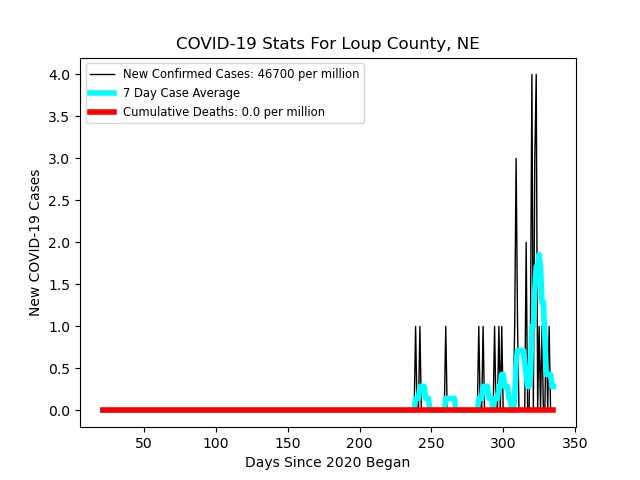 COVID-19 Stats For Loup County, NE
New Confirmed Cases: 46700 per million
7 Day Case Average
Cumulative Deaths: 0.0 per million
New COVID-19 Cases
4.0
3.5
3.0
2.5
2.0
1.5
1.0
0.5
0.0
50 100 150 200 250 300 350
Days Since 2020 Began